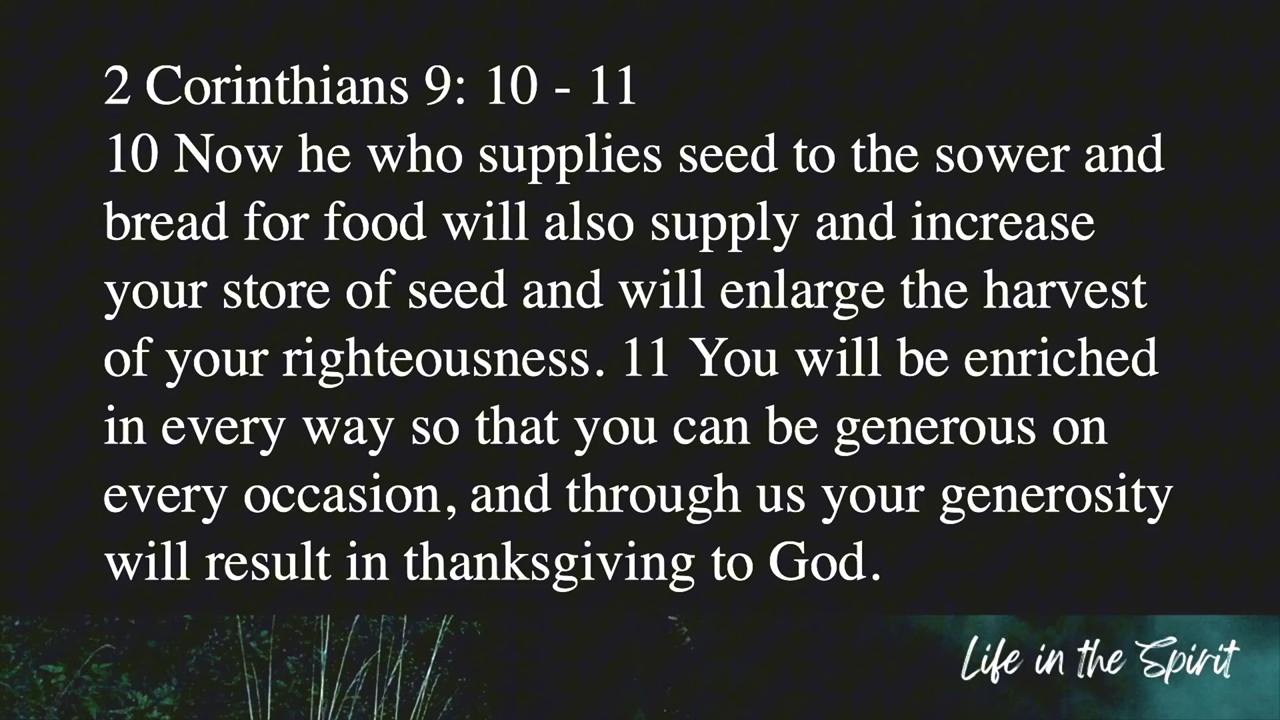 2 Corinthians 9: 10 - 11
10 Now he who supplies seed to the sower and
bread for food will also supply and increase
your store of seed and will enlarge the harvest
of your righteousness. 11 You will be enriched
in every way so that you can be generous on
every occasion, and through us your generosity
will result in thanksgiving to God.
Life in the Spirit